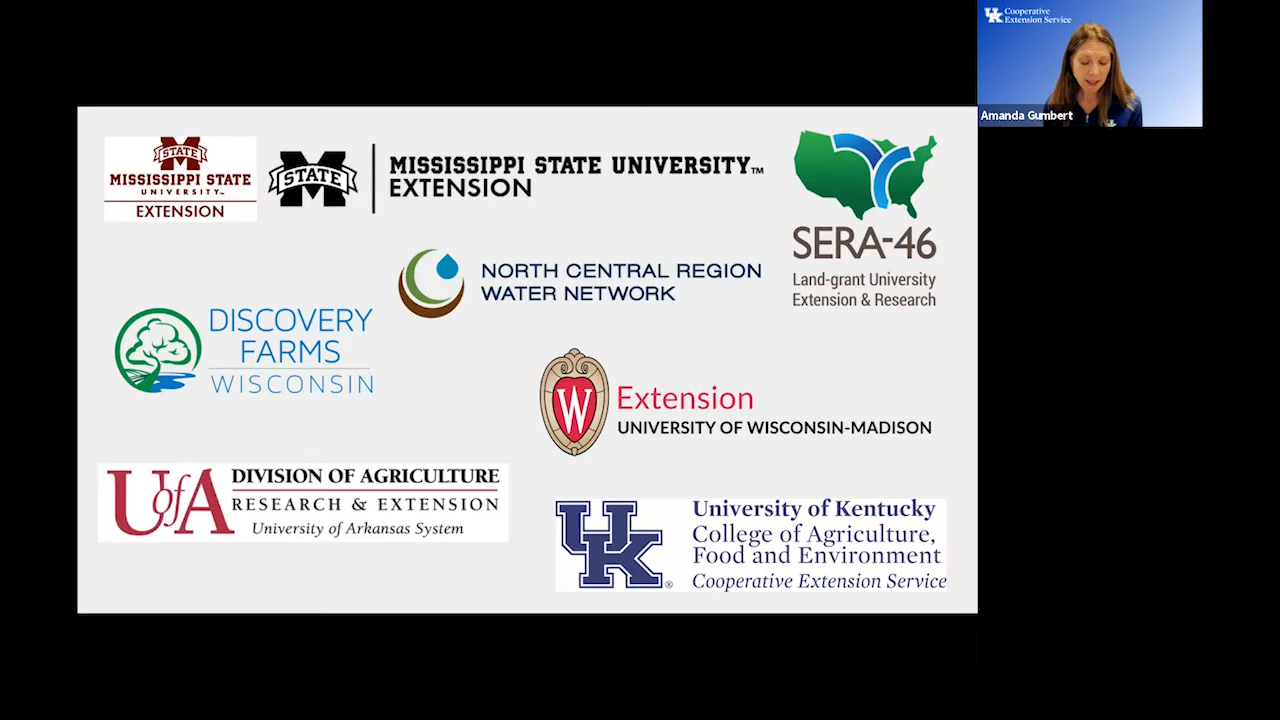 UK Cooperative
Extension Service
Amanda Gumbert
M
STATE
MISSISSIPPI STATE
UNIVERSITY™
EXTENSION
M
STATE
MISSISSIPPI STATE UNIVERSITY™
EXTENSION
SERA-46
Land-grant University
Extension & Research
NORTH CENTRAL REGION
WATER NETWORK
DISCOVERY
FARMS
WISCONSIN
W
Extension
UNIVERSITY OF WISCONSIN-MADISON
UofA
DIVISION OF AGRICULTURE
RESEARCH & EXTENSION
University of Arkansas System
UK®
University of Kentucky
College of Agriculture,
Food and Environment
Cooperative Extension Service